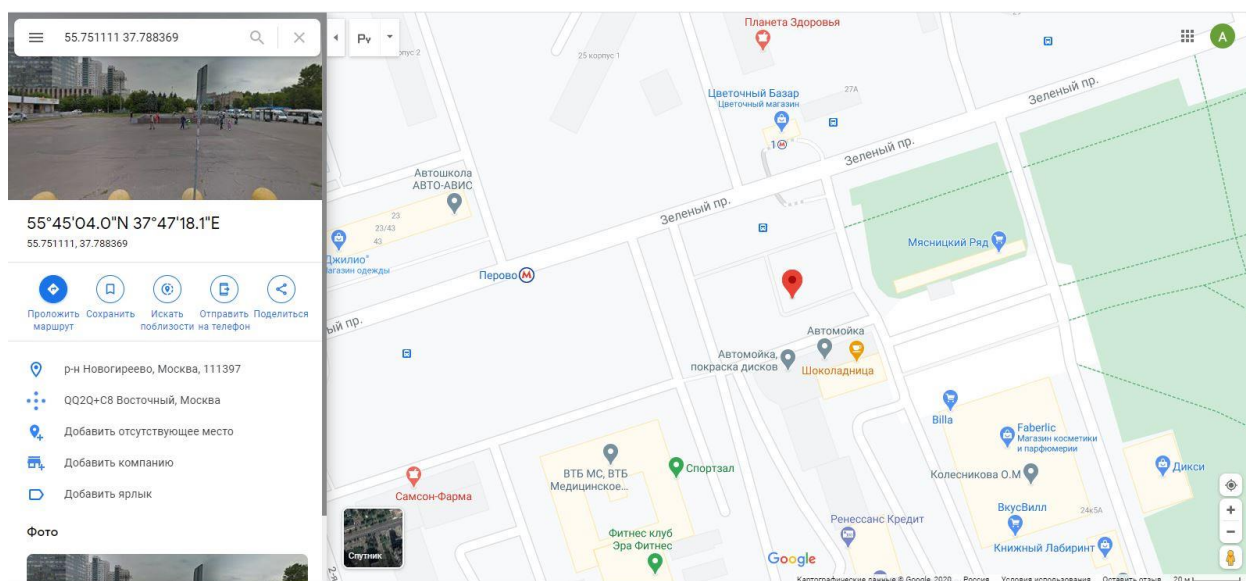 55.751111 37.788369
55°45'04.0"N 37°47'18.1"E
55.751111, 37.788369
Проложить маршрут
Сохранить
Искать поблизости
Отправить на телефон
Поделиться
р-н Новогиреево, Москва, 111397
QQ2Q+C8 Восточный, Москва
Добавить отсутствующее место
Добавить компанию
Добавить ярлык
Фото
Планета Здоровья
25 корпус 1
27А
Зеленый пр.
Цветочный Базар
Цветочный магазин
1
Зеленый пр.
Автошкола
АВТО-АВИС
23
23/43
43
Зеленый пр.
Джилио"
Мясницкий Ряд
Перово
Автомойка
Автомойка,
покраска дисков
Шоколадница
Billa
Faberlic
Магазин косметики
и парфюмерии
ВТБ МС, ВТБ
Медицинское...
Спортзал
Колесникова О.М
Дикси
Самсон-Фарма
ВкусВилл
24к5А
Ренессанс Кредит
Фитнес клуб
Эра Фитнес
Книжный Лабиринт
Спутник
Google
Картографические данные © Google, 2020
Россия
Условия использования
Оставить отзыв
20 м
A